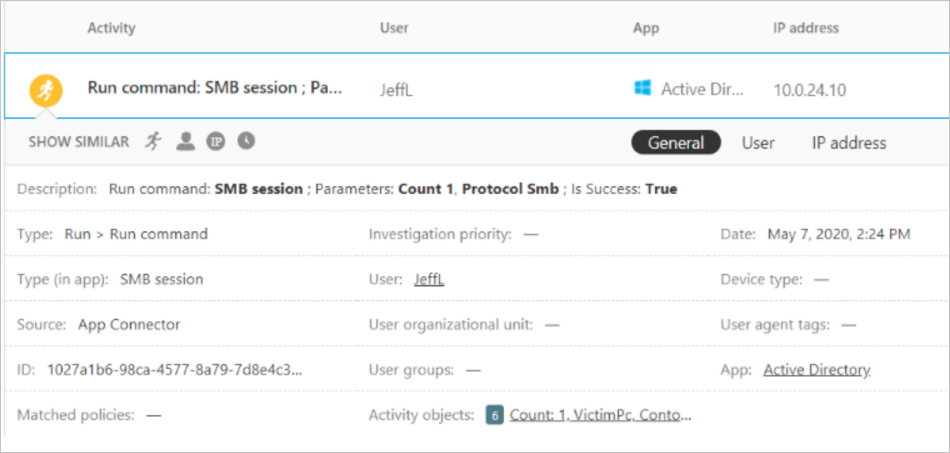 Activity User App IP address
Run command: SMB session ; Pa... JeffL Active Dir... 10.0.24.10
SHOW SIMILAR IP General User IP address
Description: Run command: SMB session ; Parameters: Count 1, Protocol Smb ; Is Success: True
Type: Run > Run command Investigation priority: — Date: May 7, 2020, 2:24 PM
Type (in app): SMB session User: JeffL Device type: —
Source: App Connector User organizational unit: — User agent tags: —
ID: 1027a1b6-98ca-4577-8a79-7d8e4c3... User groups: — App: Active Directory
Matched policies: — Activity objects: 6 Count: 1, VictimPc, Conto...